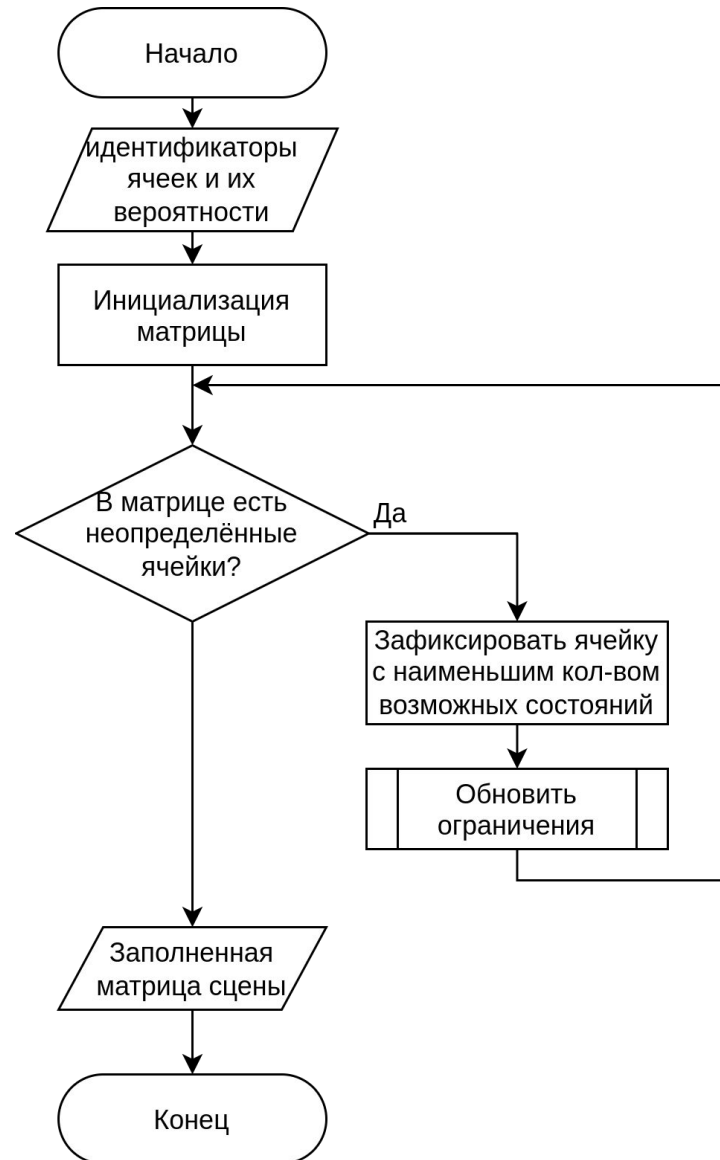 Начало
идентификаторы
ячеек и их
вероятности
Инициализация
матрицы
В матрице есть
неопределённые
ячейки?
Да
Зафиксировать ячейку
с наименьшим кол-вом
возможных состояний
Обновить
ограничения
Заполненная
матрица сцены
Конец